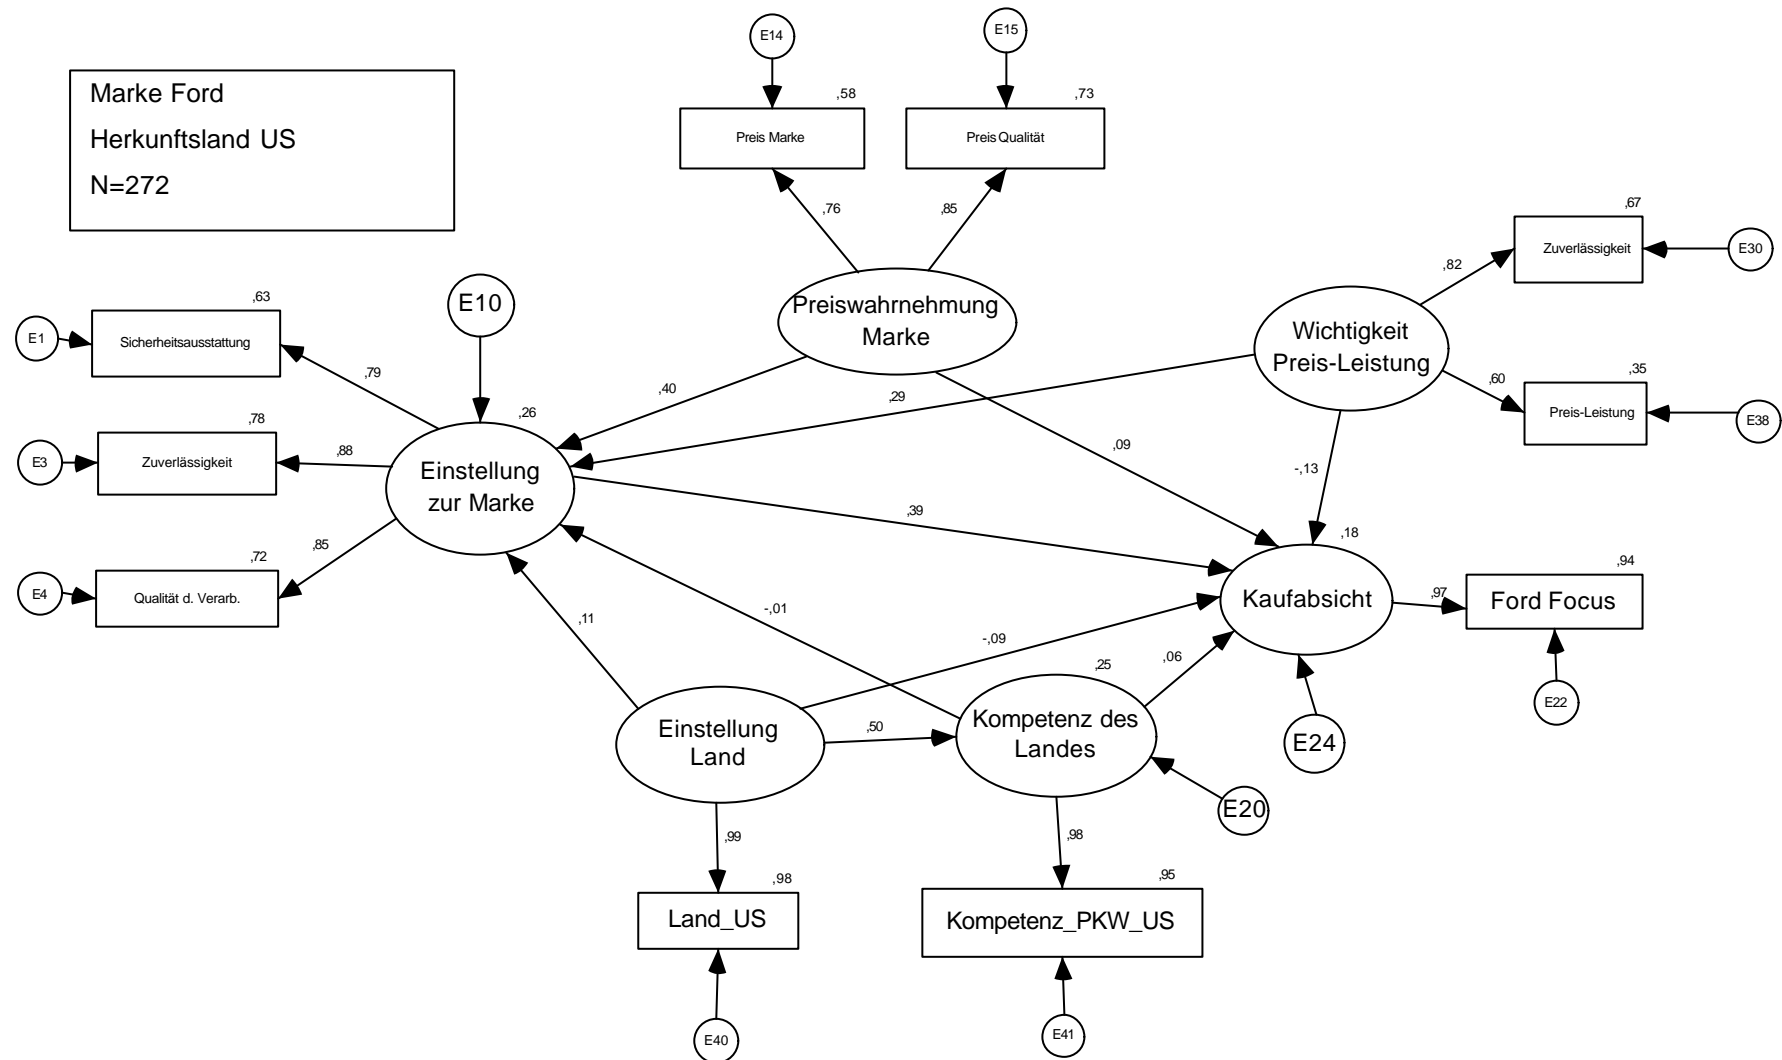 E14
E15
Marke Ford
Herkunftsland US
N=272
,58
,73
Preis Marke
Preis Qualität
,76
,85
,67
Zuverlässigkeit
E30
,82
Preiswahrnehmung
Marke
Wichtigkeit
Preis-Leistung
,63
E10
E1
Sicherheitsausstattung
,79
,40
,29
,60
,35
Preis-Leistung
E38
,26
,78
E3
Zuverlässigkeit
,88
Einstellung
zur Marke
,09
-,13
,39
,18
,72
,85
E4
Qualität d. Verarb.
,94
Kaufabsicht
,97
Ford Focus
,11
-,01
-,09
,06
,25
E22
Einstellung
Land
,50
Kompetenz des
Landes
E24
E20
,99
,98
,98
,95
Land_US
Kompetenz_PKW_US
E40
E41